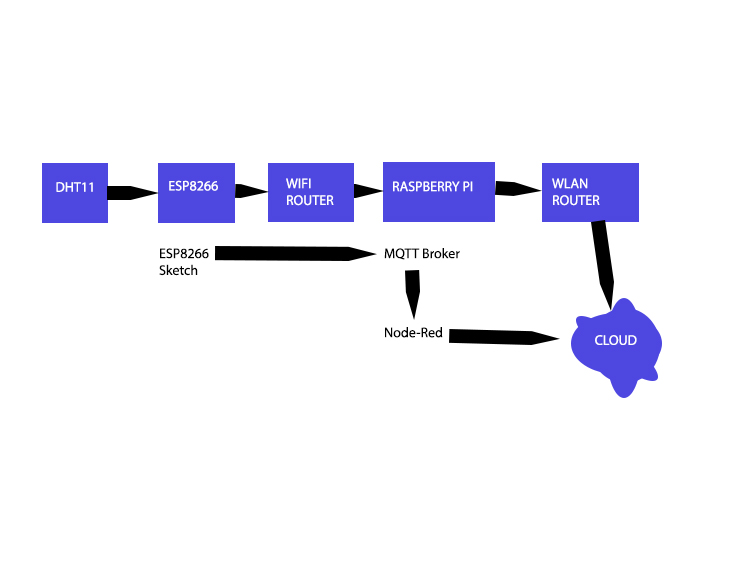 DHT11
ESP8266
WIFI
ROUTER
RASPBERRY PI
WLAN
ROUTER
ESP8266
Sketch
MQTT Broker
Node-Red
CLOUD